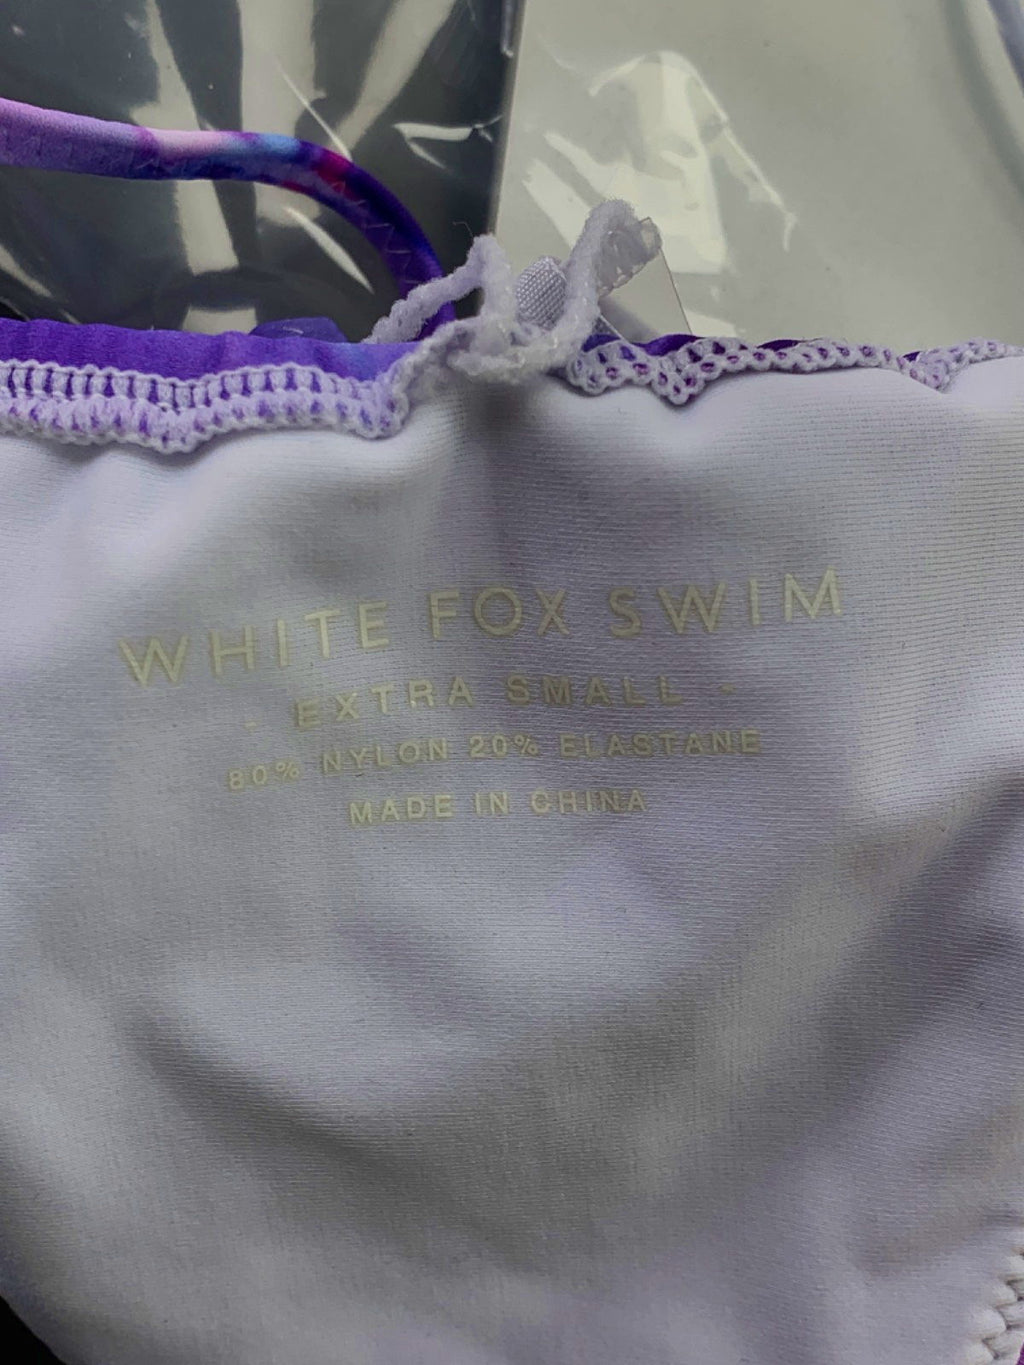 WHITE FOX SWIM
- EXTRA SMALL -
80% NYLON 20% ELASTANE
MADE IN CHINA